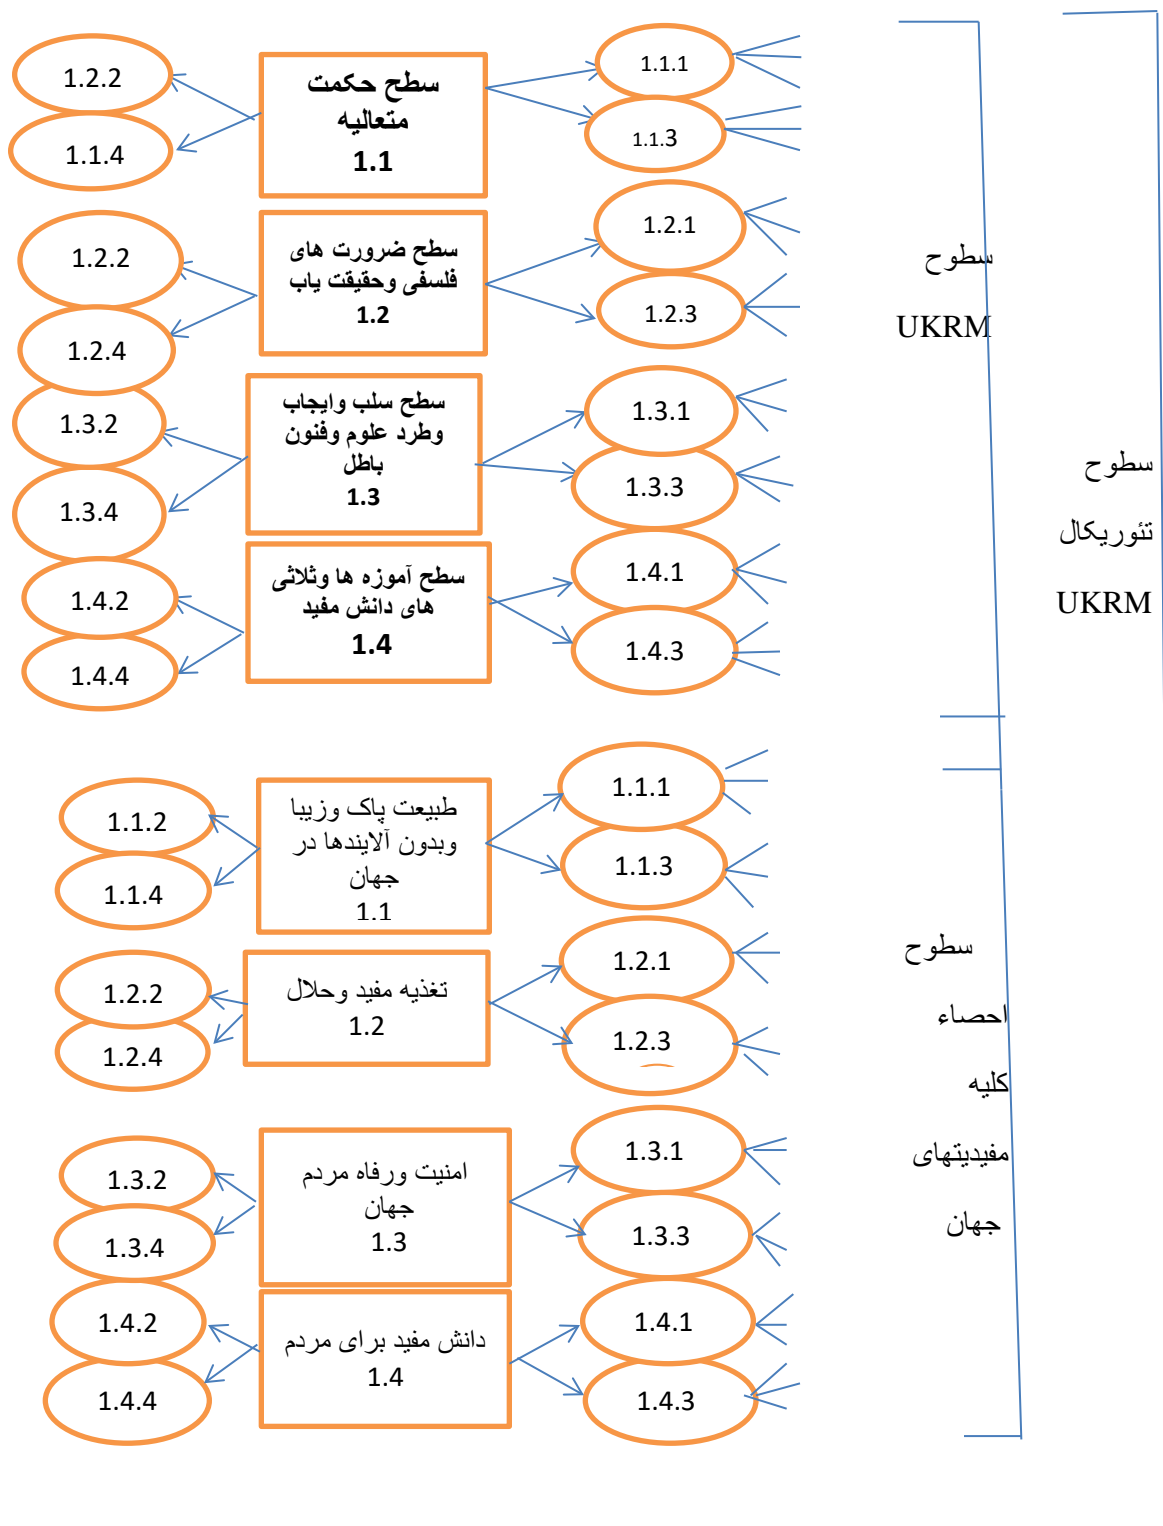 سطح حکمت
متعالیه
1.1
1.1.1
1.1.3
1.2.2
1.1.4
سطح ضرورت های
فلسفی وحقیقت یاب
1.2
1.2.1
1.2.3
1.2.2
1.2.4
سطح سلب وایجاب
وطرد علوم وفنون
باطل
1.3
1.3.1
1.3.3
1.3.2
1.3.4
سطح آموزه ها وثلاثی
های دانش مفید
1.4
1.4.1
1.4.3
1.4.2
1.4.4
سطوح
UKRM
سطوح
تئوریکال
UKRM
طبیعت پاک وزیبا
وبدون آلایندها در
جهان
1.1
1.1.1
1.1.3
1.1.2
1.1.4
تغذیه مفید وحلال
1.2
1.2.1
1.2.3
1.2.2
1.2.4
امنیت ورفاه مردم
جهان
1.3
1.3.1
1.3.3
1.3.2
1.3.4
دانش مفید برای مردم
1.4
1.4.1
1.4.3
1.4.2
1.4.4
سطوح
احصاء
کلیه
مفیدیتهای
جهان